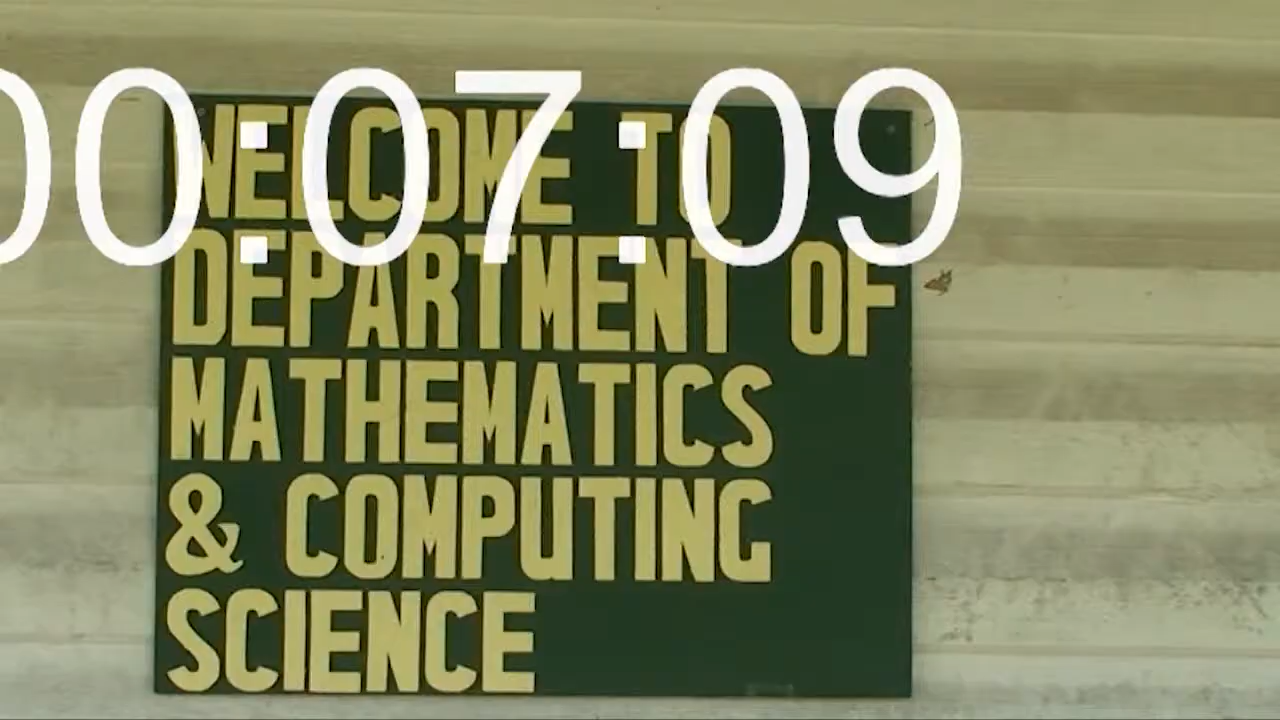 00:07:09
WELCOME TO
DEPARTMENT OF
MATHEMATICS
& COMPUTING
SCIENCE